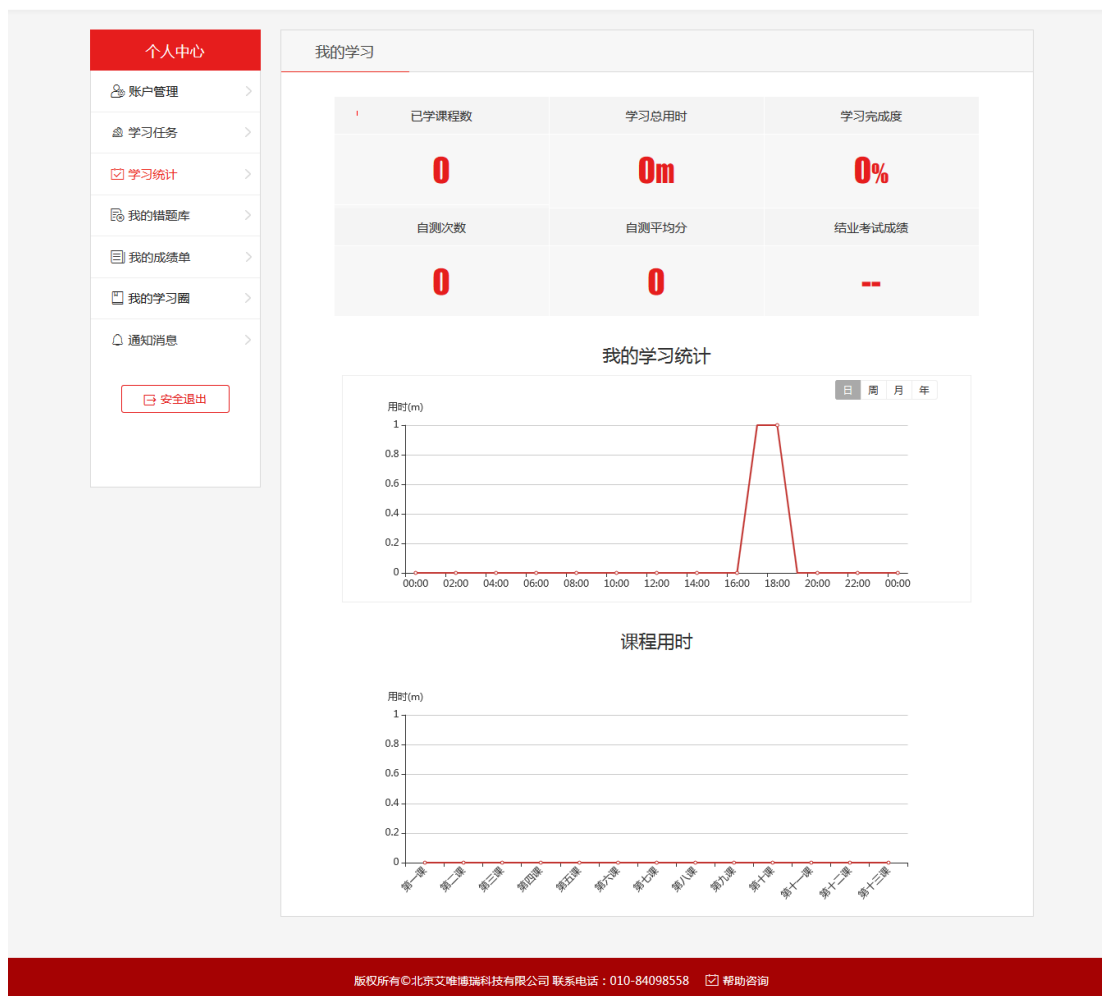 个人中心
账户管理
学习任务
学习统计
我的错题库
我的成绩单
我的学习圈
通知消息
安全退出
我的学习
已学课程数 学习总用时 学习完成度
0 0m 0%
自测次数 自测平均分 结业考试成绩
0 0 --
我的学习统计
日 周 月 年
用时(m)
1
0.8
0.6
0.4
0.2
0
00:00 02:00 04:00 06:00 08:00 10:00 12:00 14:00 16:00 18:00 20:00 22:00 00:00
课程用时
用时(m)
1
0.8
0.6
0.4
0.2
0
第一课 第二课 第三课 第四课 第五课 第六课 第七课 第八课 第九课 第十课 第十一课 第十二课 第十三课
版权所有©北京艾唯博瑞科技有限公司 联系电话：010-84098558 帮助咨询